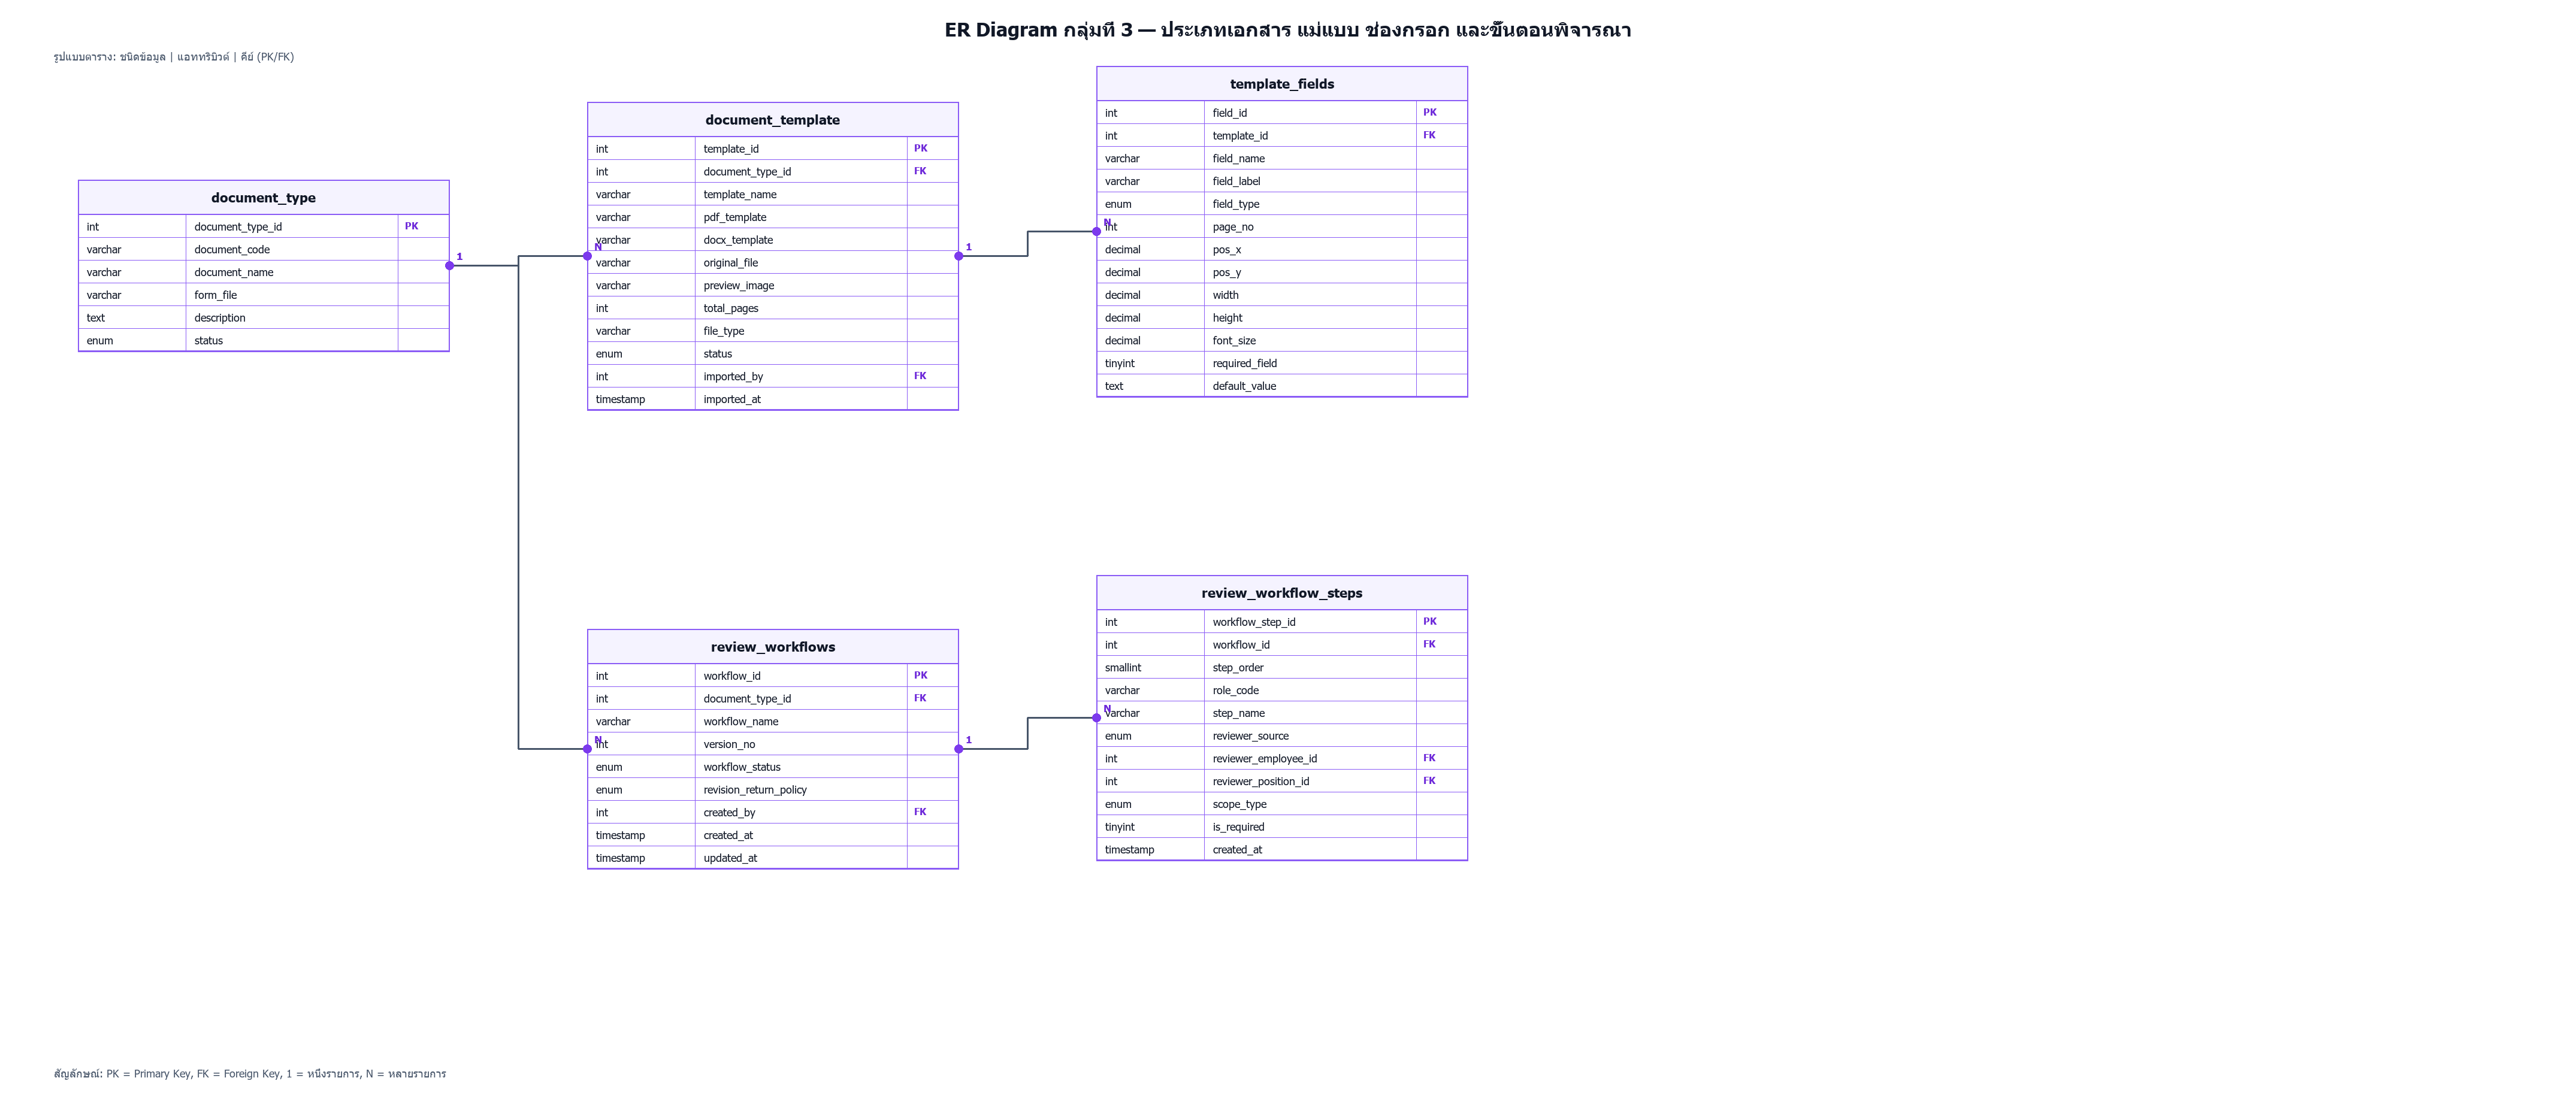 ER Diagram กลุ่มที่ 3 — ประเภทเอกสาร แม่แบบ ช่องกรอก และขั้นตอนพิจารณา
รูปแบบตาราง: ชนิดข้อมูล | แอททริบิวต์ | คีย์ (PK/FK)
document_type
int document_type_id PK
varchar document_code
varchar document_name
varchar form_file
text description
enum status
1
document_template
int template_id PK
int document_type_id FK
varchar template_name
varchar pdf_template
varchar docx_template
N
varchar original_file
varchar preview_image
int total_pages
varchar file_type
enum status
int imported_by FK
timestamp imported_at
1
template_fields
int field_id PK
int template_id FK
varchar field_name
varchar field_label
enum field_type
N
int page_no
decimal pos_x
decimal pos_y
decimal width
decimal height
decimal font_size
tinyint required_field
text default_value
review_workflows
int workflow_id PK
int document_type_id FK
varchar workflow_name
N
int version_no
enum workflow_status
enum revision_return_policy
int created_by FK
timestamp created_at
timestamp updated_at
1
review_workflow_steps
int workflow_step_id PK
int workflow_id FK
smallint step_order
varchar role_code
N
varchar step_name
enum reviewer_source
int reviewer_employee_id FK
int reviewer_position_id FK
enum scope_type
tinyint is_required
timestamp created_at
สัญลักษณ์: PK = Primary Key, FK = Foreign Key, 1 = หนึ่งรายการ, N = หลายรายการ